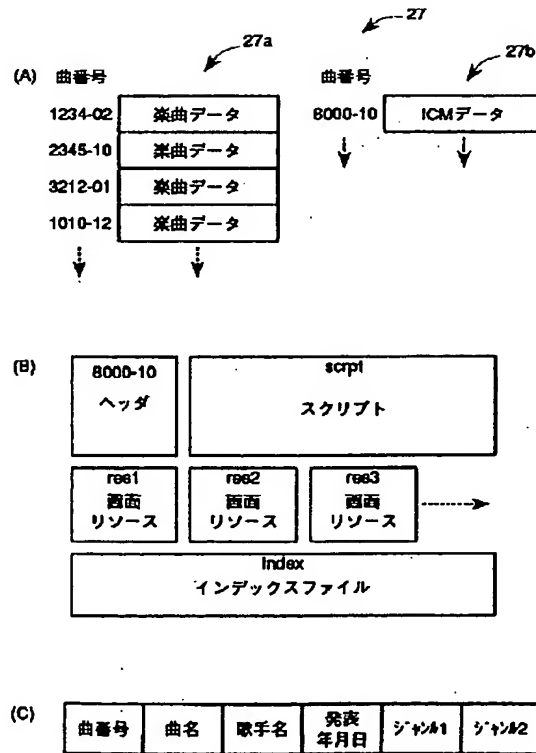 27
27a
27b
(A) 曲番号
曲番号
1234-02 楽曲データ
8000-10 ICMデータ
2345-10 楽曲データ
3212-01 楽曲データ
1010-12 楽曲データ
(B)
8000-10
ヘッダ
scrpt
スクリプト
res1
画面
リソース
res2
画面
リソース
res3
画面
リソース
Index
インデックスファイル
(C)
曲番号 曲名 歌手名 発表年月日 ジャンル1 ジャンル2